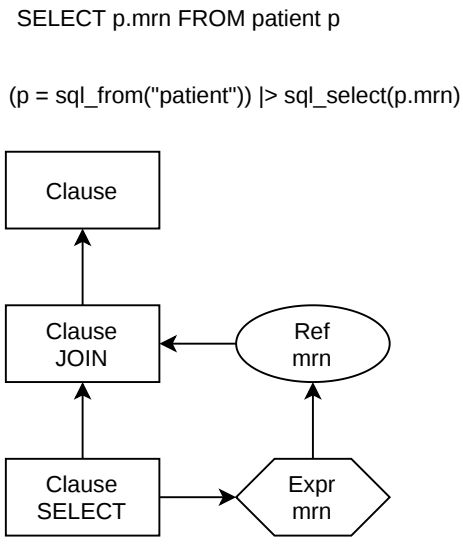 SELECT p.mrn FROM patient p
(p = sql_from("patient")) |> sql_select(p.mrn)
Clause
Clause
JOIN
Ref
mrn
Clause
SELECT
Expr
mrn